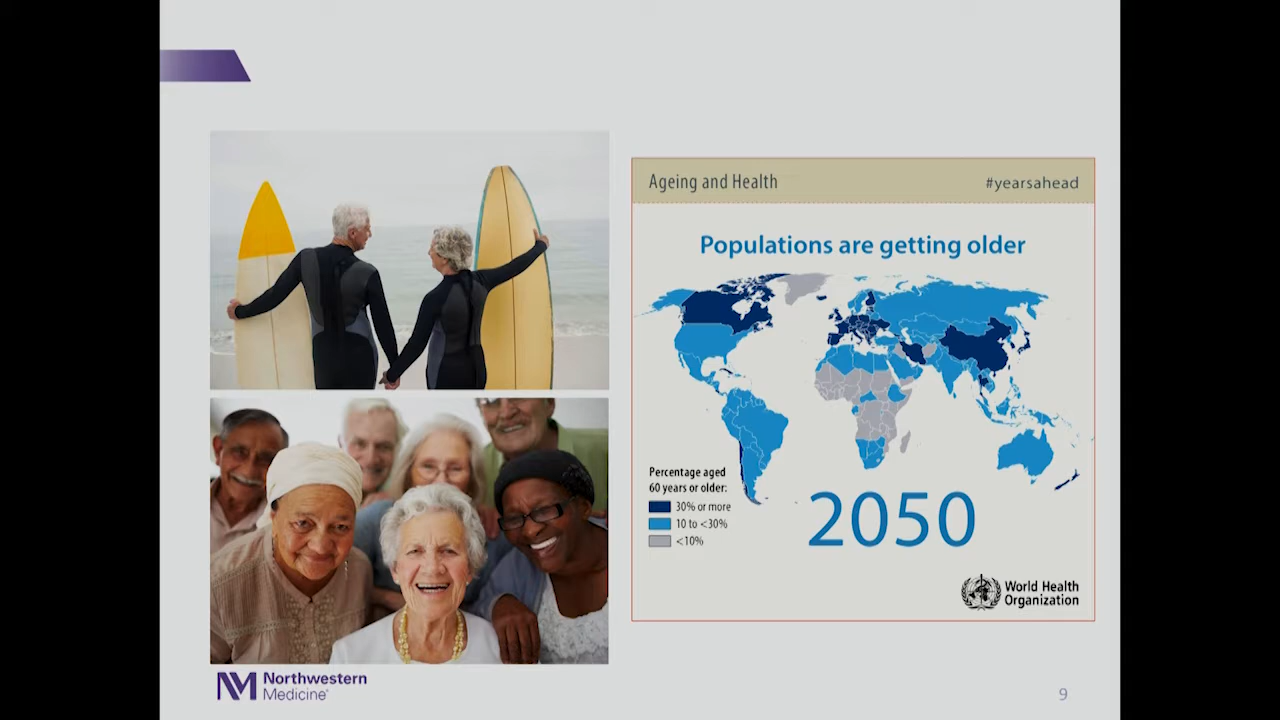 Ageing and Health
#yearsahead
Populations are getting older
Percentage aged
60 years or older:
30% or more
10 to <30%
<10%
2050
World Health
Organization
Northwestern
Medicine®
9